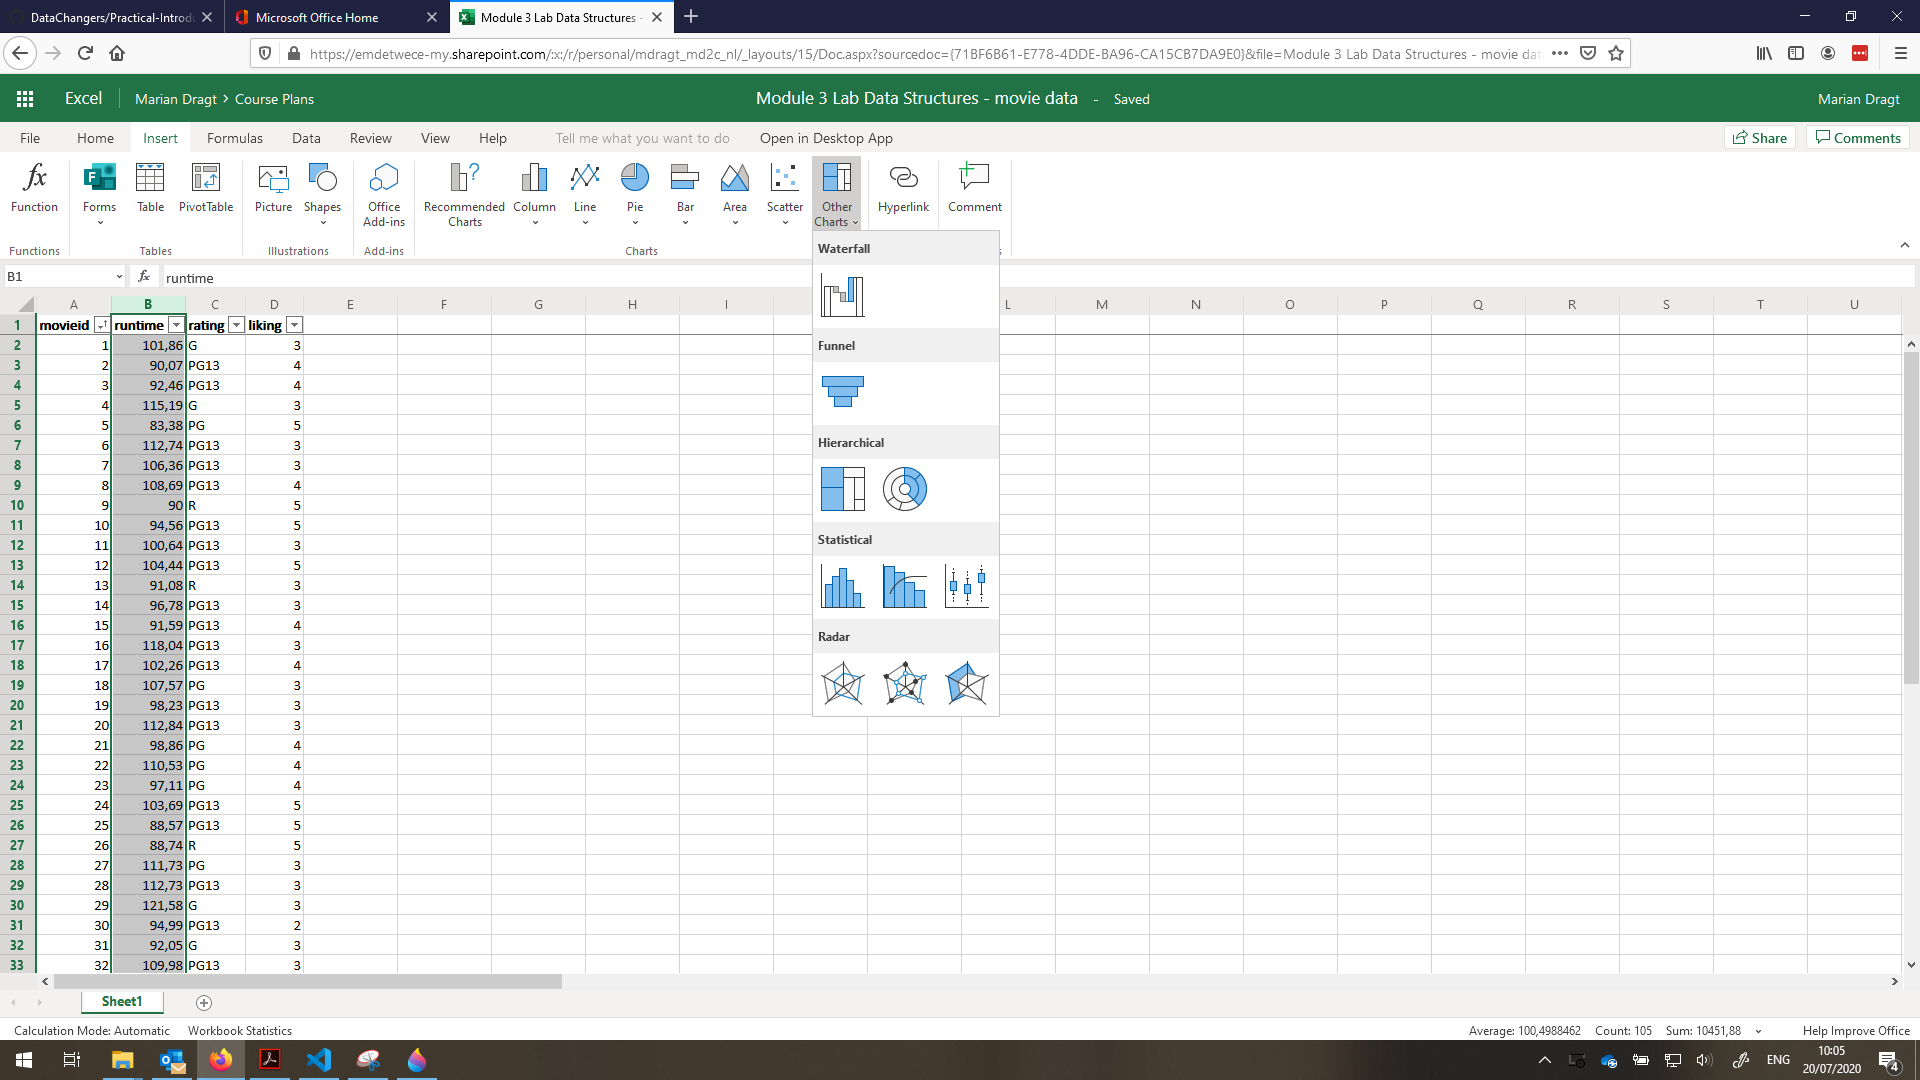 DataChangers/Practical-Introdu
Microsoft Office Home
Module 3 Lab Data Structures -
https://emdetwece-my.sharepoint.com/:x:/r/personal/mdragt_md2c_nl/_layouts/15/Doc.aspx?sourcedoc={71BF6B61-E778-4DDE-BA96-CA15CB7DA9E0}&file=Module 3 Lab Data Structures - movie dat
Excel Marian Dragt > Course Plans Module 3 Lab Data Structures - movie data - Saved Marian Dragt
File Home Insert Formulas Data Review View Help Tell me what you want to do Open in Desktop App Share Comments
Function Forms Table PivotTable Picture Shapes Office Add-ins Recommended Charts Column Line Pie Bar Area Scatter Other Charts Hyperlink Comment
Functions Tables Illustrations Add-ins Charts
B1 fx runtime
A B C D E F G H I L M N O P Q R S T U
1 movieid runtime rating liking
2 1 101,86 G 3
3 2 90,07 PG13 4
4 3 92,46 PG13 4
5 4 115,19 G 3
6 5 83,38 PG 5
7 6 112,74 PG13 3
8 7 106,36 PG13 3
9 8 108,69 PG13 4
10 9 90 R 5
11 10 94,56 PG13 5
12 11 100,64 PG13 3
13 12 104,44 PG13 5
14 13 91,08 R 3
15 14 96,78 PG13 3
16 15 91,59 PG13 4
17 16 118,04 PG13 3
18 17 102,26 PG13 4
19 18 107,57 PG 3
20 19 98,23 PG13 3
21 20 112,84 PG13 3
22 21 98,86 PG 4
23 22 110,53 PG 4
24 23 97,11 PG 4
25 24 103,69 PG13 5
26 25 88,57 PG13 5
27 26 88,74 R 5
28 27 111,73 PG 3
29 28 112,73 PG13 3
30 29 121,58 G 3
31 30 94,99 PG13 2
32 31 92,05 G 3
33 32 109,98 PG13 3
Waterfall
Funnel
Hierarchical
Statistical
Radar
Sheet1
Calculation Mode: Automatic Workbook Statistics Average: 100,4988462 Count: 105 Sum: 10451,88 Help Improve Office
ENG 10:05
20/07/2020
4